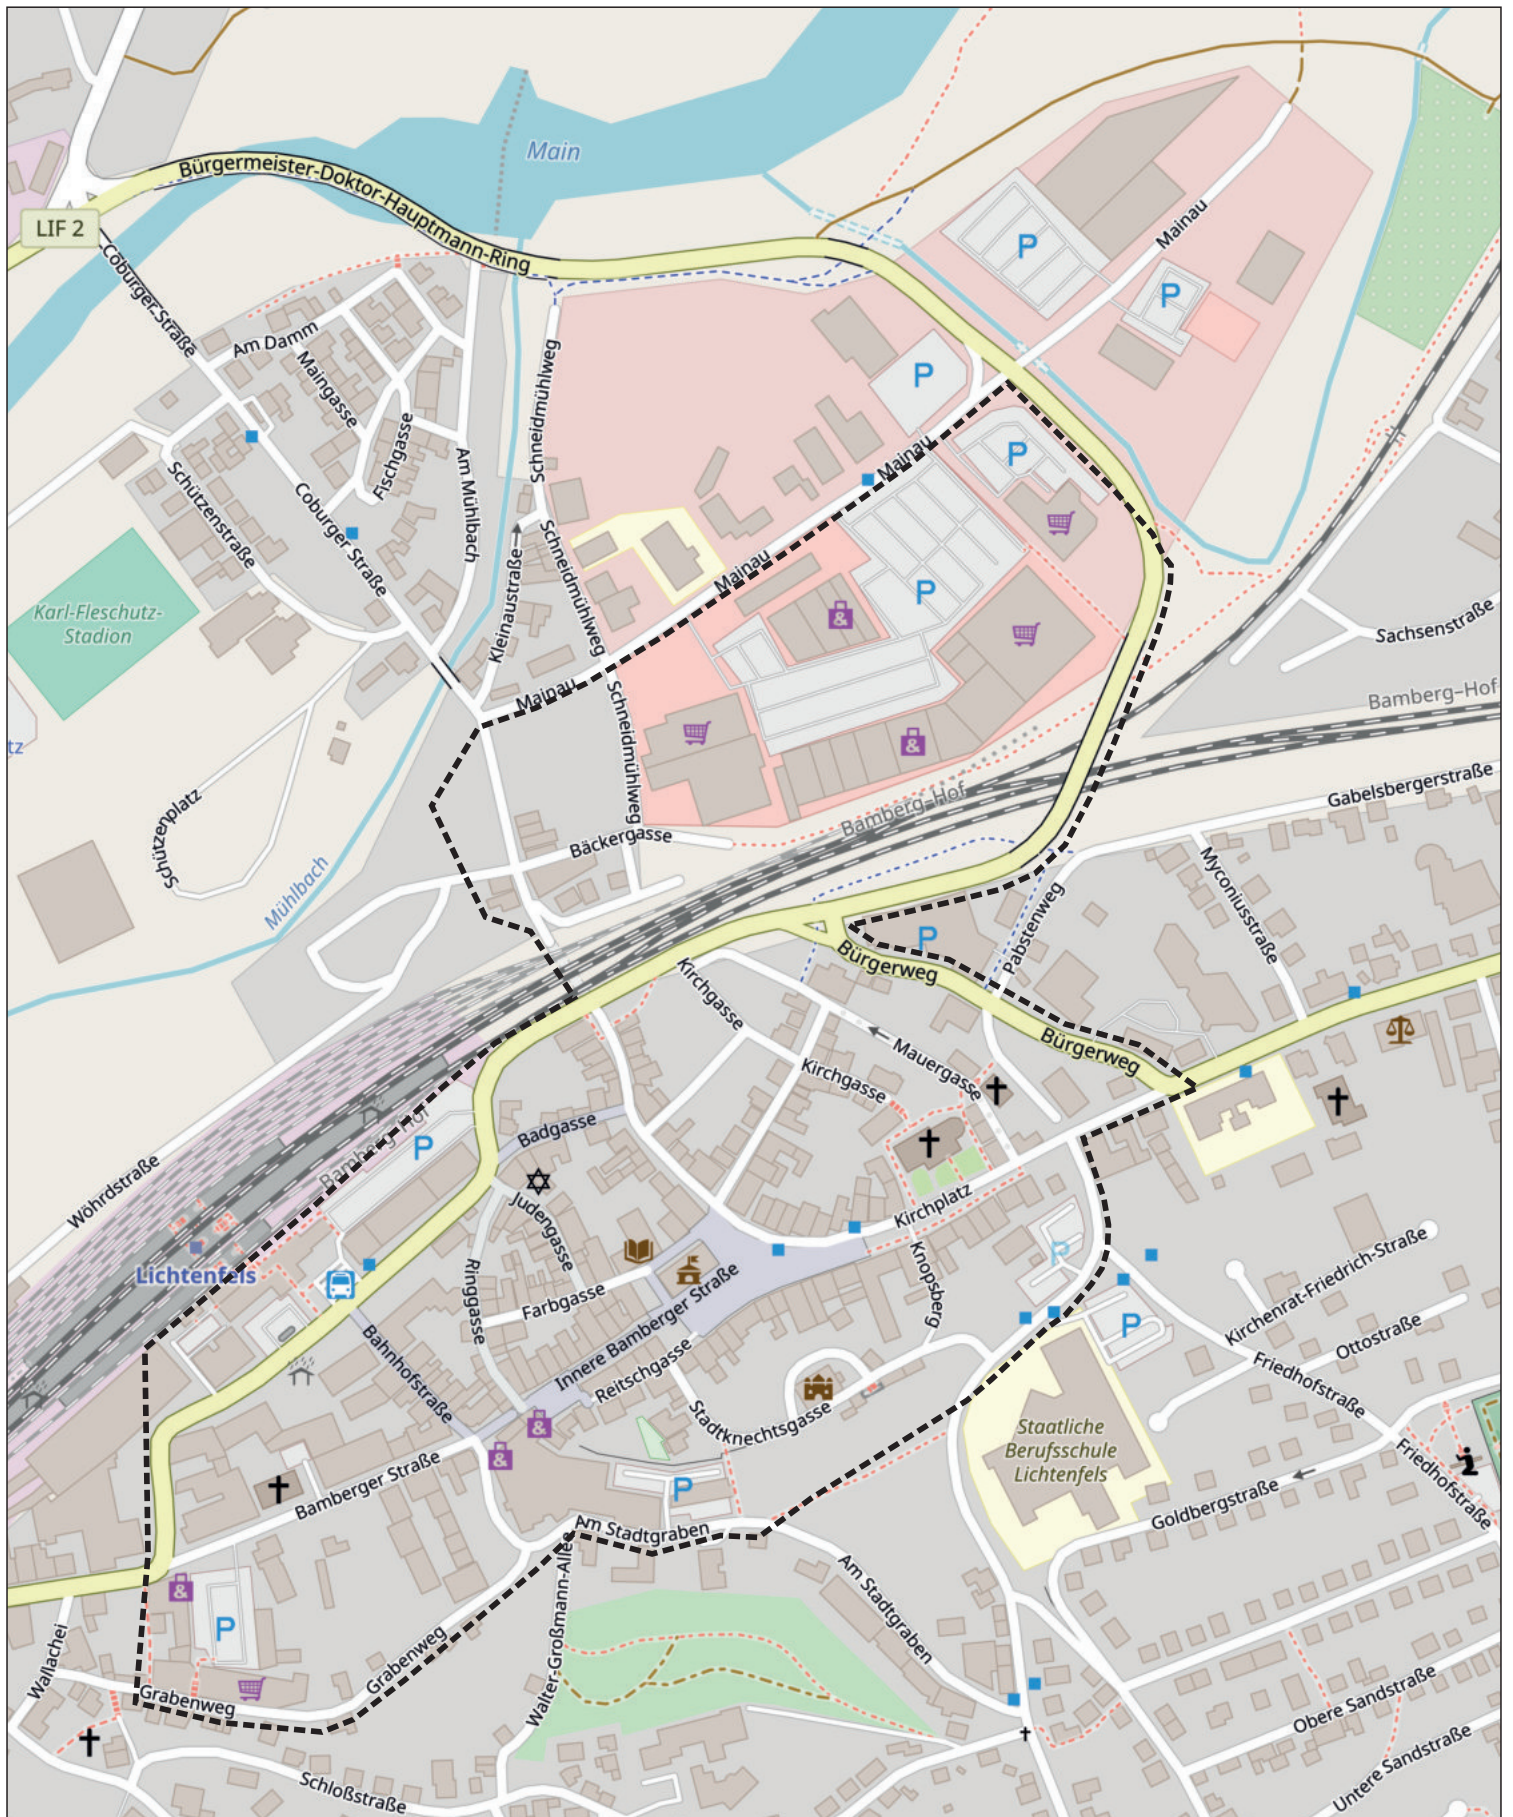 Main
Bürgermeister-Doktor-Hauptmann-Ring
LIF 2
Mainau
Coburger-Straße
Am Damm
Maingasse
Schneidmühlweg
P
P
P
Fischgasse
Mainau
P
Am Mühlbach
Schützenstraße
Coburger Straße
Schneidmühlweg
Mainau
P
Karl-Fleschutz-
Stadion
Kleinaustraße
Sachsenstraße
Mainau
Schneidmühlweg
Bamberg–Hof
tz
Schützenplatz
Bäckergasse
Bamberg–Hof
Gabelsbergerstraße
Mühlbach
Myconiusstraße
Pabstenweg
P
Bürgerweg
Kirchgasse
Mauergasse
Bürgerweg
Kirchgasse
Bamberg–Hof
P
Badgasse
Wöhrdstraße
Judengasse
Kirchplatz
Lichtenfels
Ringgasse
Farbgasse
Innere Bamberger Straße
Knopsberg
P
P
Kirchenrat-Friedrich-Straße
Ottostraße
Bahnhofstraße
Reitschgasse
Friedhofstraße
Stadtknechtsgasse
Staatliche
Berufsschule
Lichtenfels
Bamberger Straße
P
Goldbergstraße
Friedhofstraße
Am Stadtgraben
Am Stadtgraben
P
Wallachei
Grabenweg
Grabenweg
Walter-Großmann-Allee
Obere Sandstraße
Untere Sandstraße
Schloßstraße
&
&
&
&
&